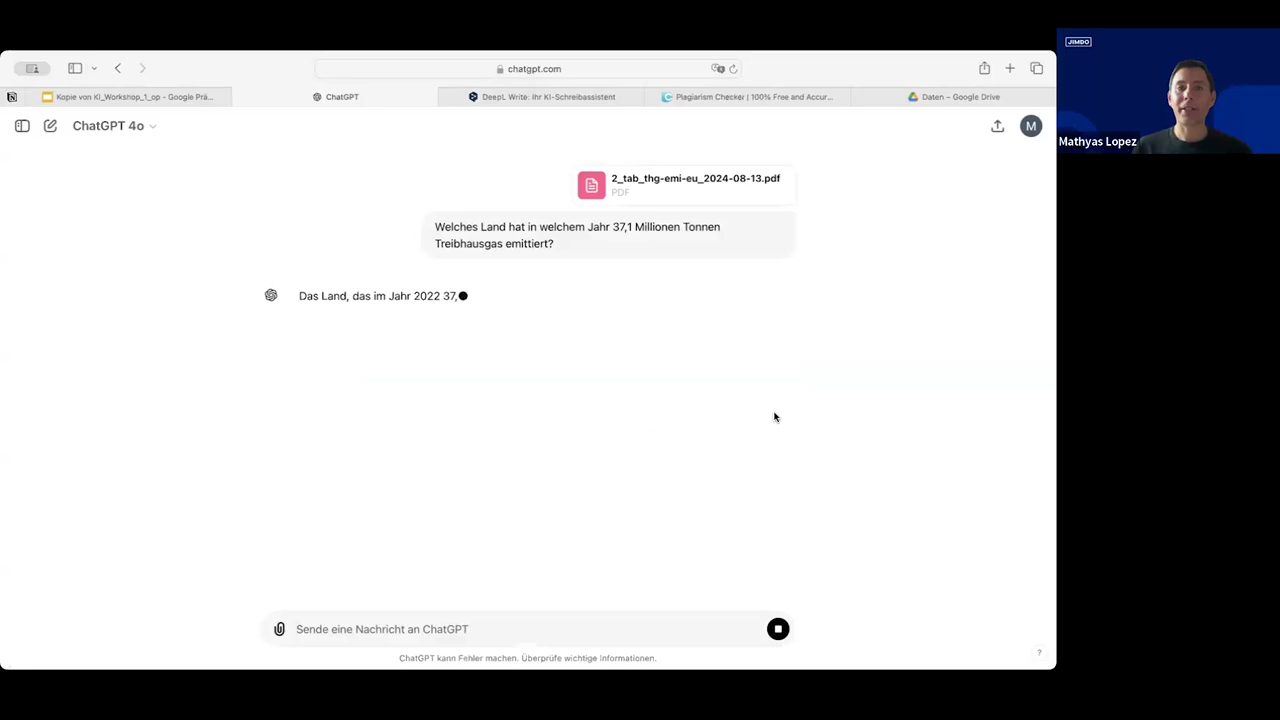 JIMDO
chatgpt.com
Kopie von KI_Workshop_1_op - Google Prä...
ChatGPT
DeepL Write: Ihr KI-Schreibassistent
Plagiarism Checker | 100% Free and Accur...
Daten – Google Drive
ChatGPT 4o
M
Mathyas Lopez
2_tab_thg-emi-eu_2024-08-13.pdf
PDF
Welches Land hat in welchem Jahr 37,1 Millionen Tonnen
Treibhausgas emittiert?
Das Land, das im Jahr 2022 37,
Sende eine Nachricht an ChatGPT
ChatGPT kann Fehler machen. Überprüfe wichtige Informationen.
?